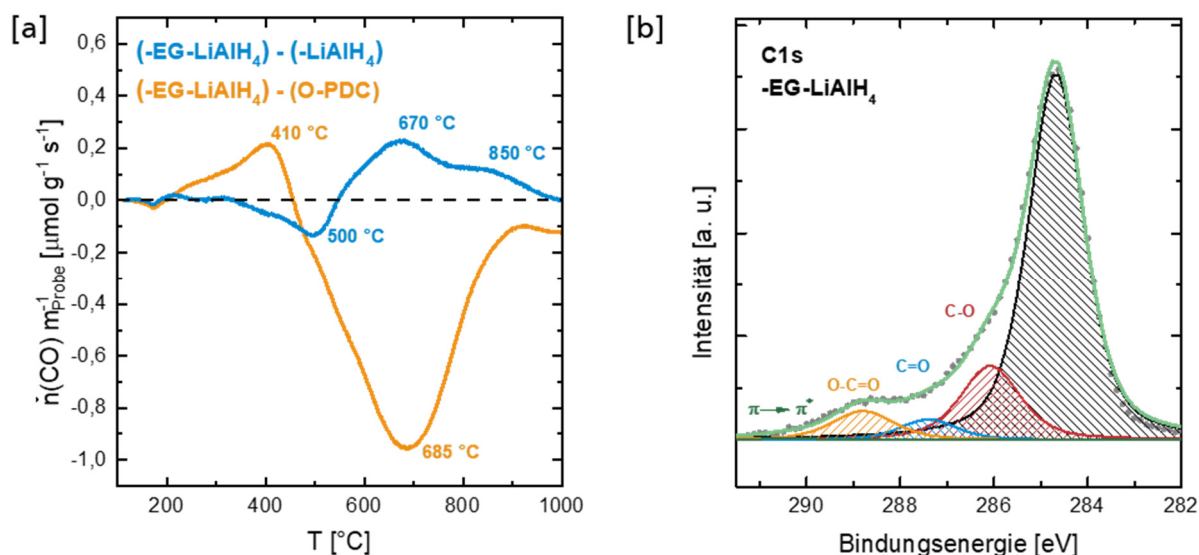 [a]
0,6
0,4
0,2
0,0
-0,2
-0,4
-0,6
-0,8
-1,0
ṅ(CO) m⁻¹Probe [µmol g⁻¹ s⁻¹]
(-EG-LiAlH₄) - (-LiAlH₄)
(-EG-LiAlH₄) - (O-PDC)
410 °C
670 °C
850 °C
500 °C
685 °C
200 400 600 800 1000
T [°C]
[b]
C1s
-EG-LiAlH₄
Intensität [a. u.]
C-O
C=O
O-C=O
π→π*
290 288 286 284 282
Bindungsenergie [eV]